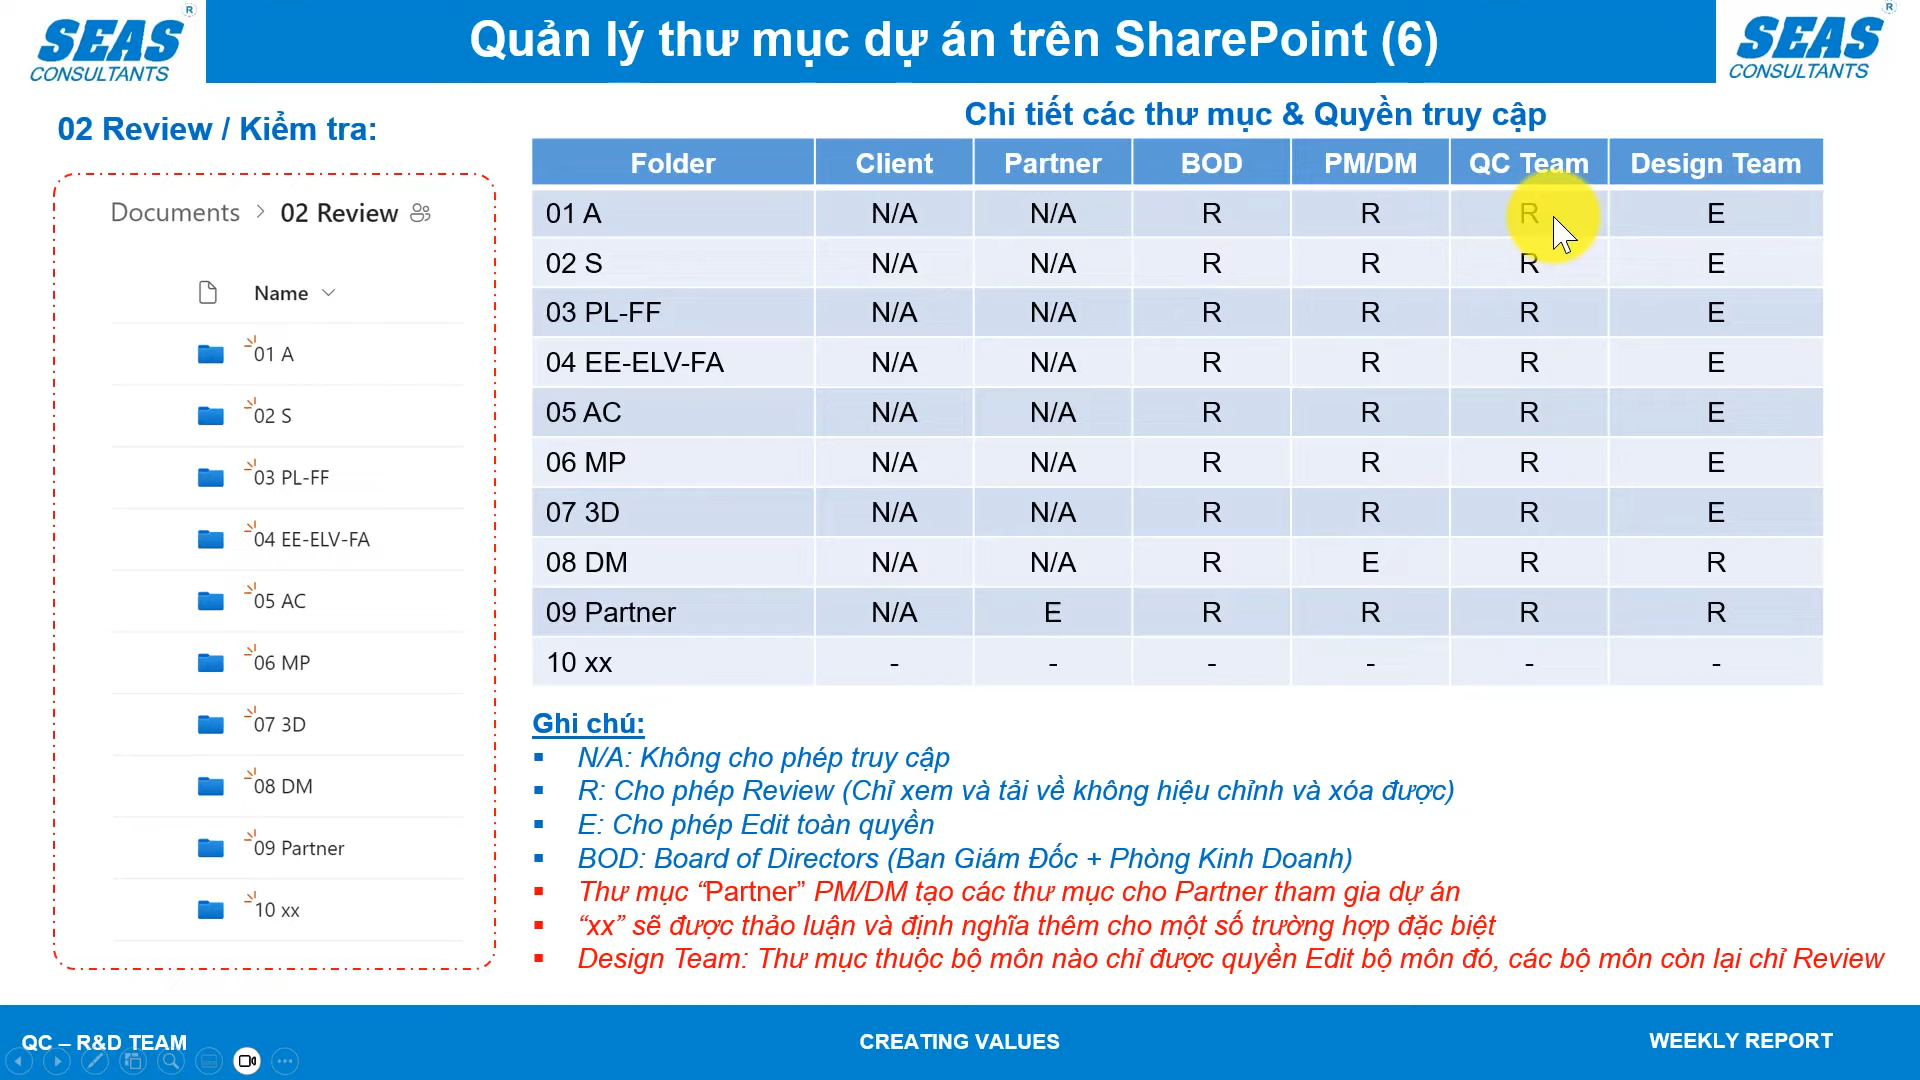 SEAS ®
CONSULTANTS
Quản lý thư mục dự án trên SharePoint (6)
SEAS ®
CONSULTANTS
02 Review / Kiểm tra:
Documents > 02 Review
Name
01 A
02 S
03 PL-FF
04 EE-ELV-FA
05 AC
06 MP
07 3D
08 DM
09 Partner
10 xx
Chi tiết các thư mục & Quyền truy cập
Folder Client Partner BOD PM/DM QC Team Design Team
01 A N/A N/A R R R E
02 S N/A N/A R R R E
03 PL-FF N/A N/A R R R E
04 EE-ELV-FA N/A N/A R R R E
05 AC N/A N/A R R R E
06 MP N/A N/A R R R E
07 3D N/A N/A R R R E
08 DM N/A N/A R E R R
09 Partner N/A E R R R R
10 xx - - - - - -
Ghi chú:
▪ N/A: Không cho phép truy cập
▪ R: Cho phép Review (Chỉ xem và tải về không hiệu chỉnh và xóa được)
▪ E: Cho phép Edit toàn quyền
▪ BOD: Board of Directors (Ban Giám Đốc + Phòng Kinh Doanh)
▪ Thư mục “Partner” PM/DM tạo các thư mục cho Partner tham gia dự án
▪ “xx” sẽ được thảo luận và định nghĩa thêm cho một số trường hợp đặc biệt
▪ Design Team: Thư mục thuộc bộ môn nào chỉ được quyền Edit bộ môn đó, các bộ môn còn lại chỉ Review
QC – R&D TEAM
CREATING VALUES
WEEKLY REPORT